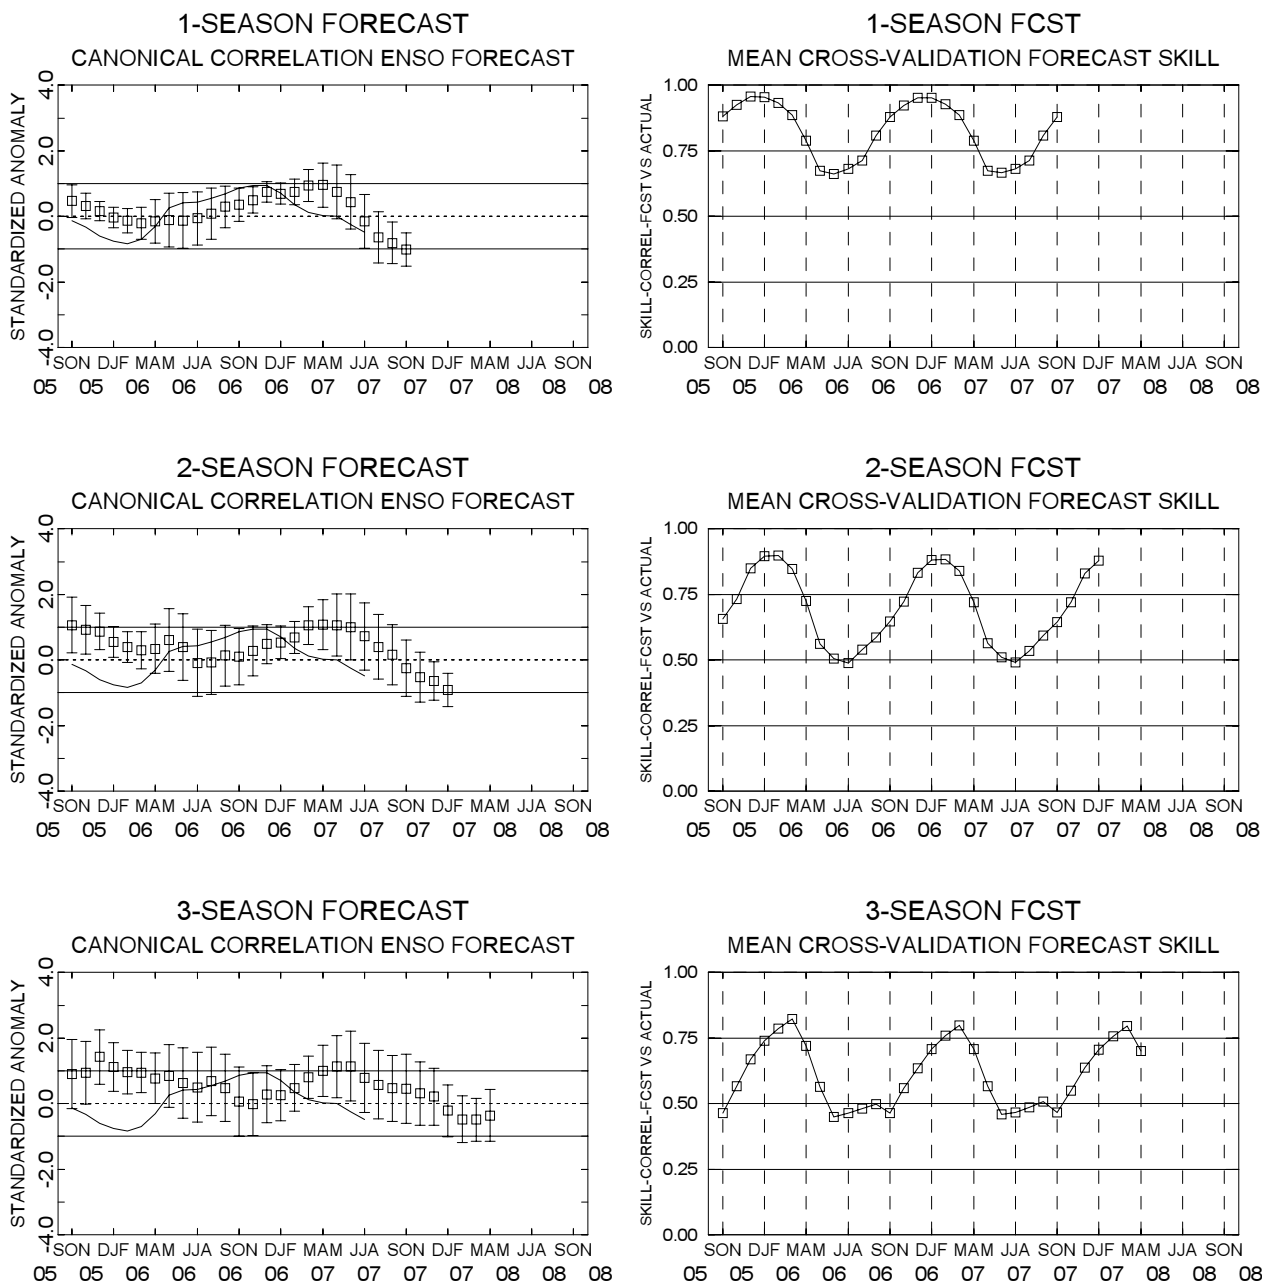 1-SEASON FORECAST
CANONICAL CORRELATION ENSO FORECAST
STANDARDIZED ANOMALY
4.0
2.0
0.0
-2.0
-4.0
SON DJF MAM JJA SON DJF MAM JJA SON DJF MAM JJA SON
05 05 06 06 06 06 07 07 07 07 08 08 08
1-SEASON FCST
MEAN CROSS-VALIDATION FORECAST SKILL
SKILL-CORREL-FCST VS ACTUAL
1.00
0.75
0.50
0.25
0.00
SON DJF MAM JJA SON DJF MAM JJA SON DJF MAM JJA SON
05 05 06 06 06 06 07 07 07 07 08 08 08
2-SEASON FORECAST
CANONICAL CORRELATION ENSO FORECAST
STANDARDIZED ANOMALY
4.0
2.0
0.0
-2.0
-4.0
SON DJF MAM JJA SON DJF MAM JJA SON DJF MAM JJA SON
05 05 06 06 06 06 07 07 07 07 08 08 08
2-SEASON FCST
MEAN CROSS-VALIDATION FORECAST SKILL
SKILL-CORREL-FCST VS ACTUAL
1.00
0.75
0.50
0.25
0.00
SON DJF MAM JJA SON DJF MAM JJA SON DJF MAM JJA SON
05 05 06 06 06 06 07 07 07 07 08 08 08
3-SEASON FORECAST
CANONICAL CORRELATION ENSO FORECAST
STANDARDIZED ANOMALY
4.0
2.0
0.0
-2.0
-4.0
SON DJF MAM JJA SON DJF MAM JJA SON DJF MAM JJA SON
05 05 06 06 06 06 07 07 07 07 08 08 08
3-SEASON FCST
MEAN CROSS-VALIDATION FORECAST SKILL
SKILL-CORREL-FCST VS ACTUAL
1.00
0.75
0.50
0.25
0.00
SON DJF MAM JJA SON DJF MAM JJA SON DJF MAM JJA SON
05 05 06 06 06 06 07 07 07 07 08 08 08